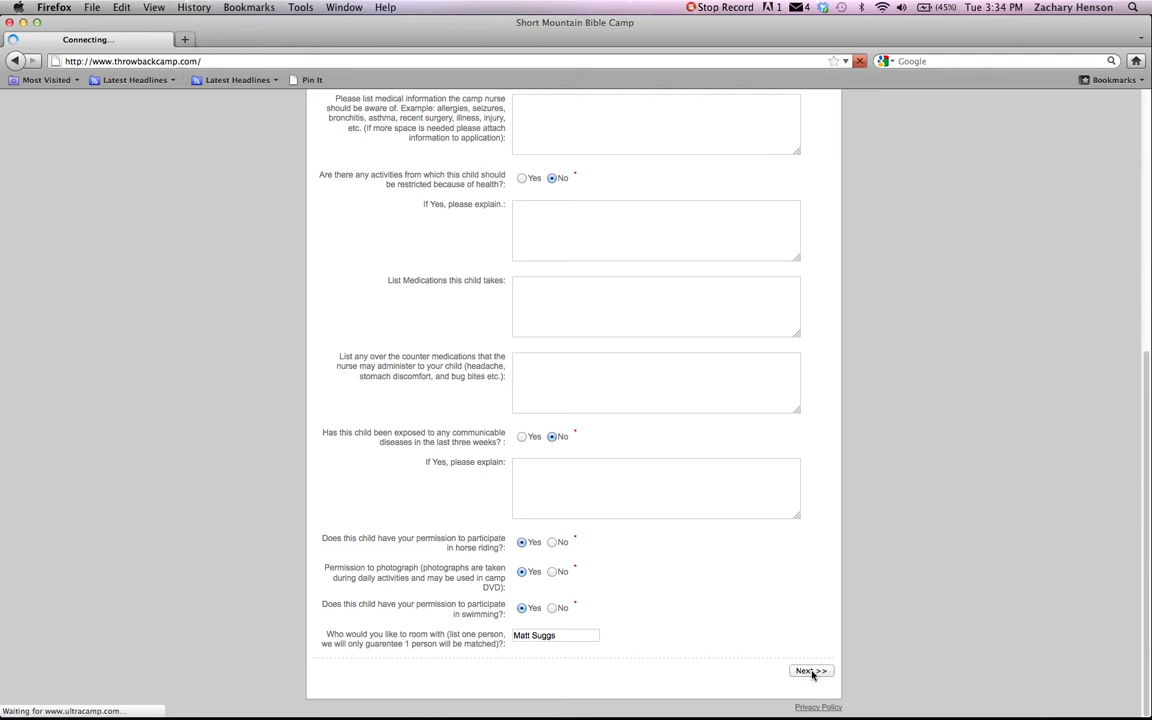 Firefox File Edit View History Bookmarks Tools Window Help Stop Record 1 4 (45%) Tue 3:34 PM Zachary Henson
Short Mountain Bible Camp
Connecting... +
http://www.throwbackcamp.com/ Google
Most Visited Latest Headlines Latest Headlines Pin It Bookmarks
Please list medical information the camp nurse
should be aware of. Example: allergies, seizures,
bronchitis, asthma, recent surgery, illness, injury,
etc. (If more space is needed please attach
information to application):
Are there any activities from which this child should
be restricted because of health?: Yes No *
If Yes, please explain.:
List Medications this child takes:
List any over the counter medications that the
nurse may administer to your child (headache,
stomach discomfort, and bug bites etc.):
Has this child been exposed to any communicable
diseases in the last three weeks? : Yes No *
If Yes, please explain:
Does this child have your permission to participate
in horse riding?: Yes No *
Permission to photograph (photographs are taken
during daily activities and may be used in camp
DVD): Yes No *
Does this child have your permission to participate
in swimming?: Yes No *
Who would you like to room with (list one person,
we will only guarentee 1 person will be matched)?: Matt Suggs
Next >>
Privacy Policy
Waiting for www.ultracamp.com...